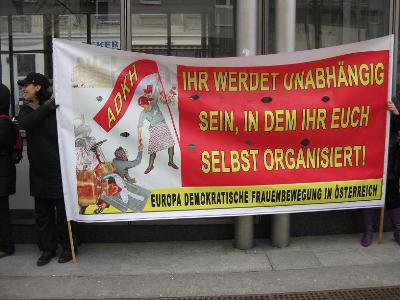 ADKH
IHR WERDET UNABHÄNGIG
SEIN, IN DEM IHR EUCH
SELBST ORGANISIERT!
EUROPA DEMOKRATISCHE FRAUENBEWEGUNG IN ÖSTERREICH